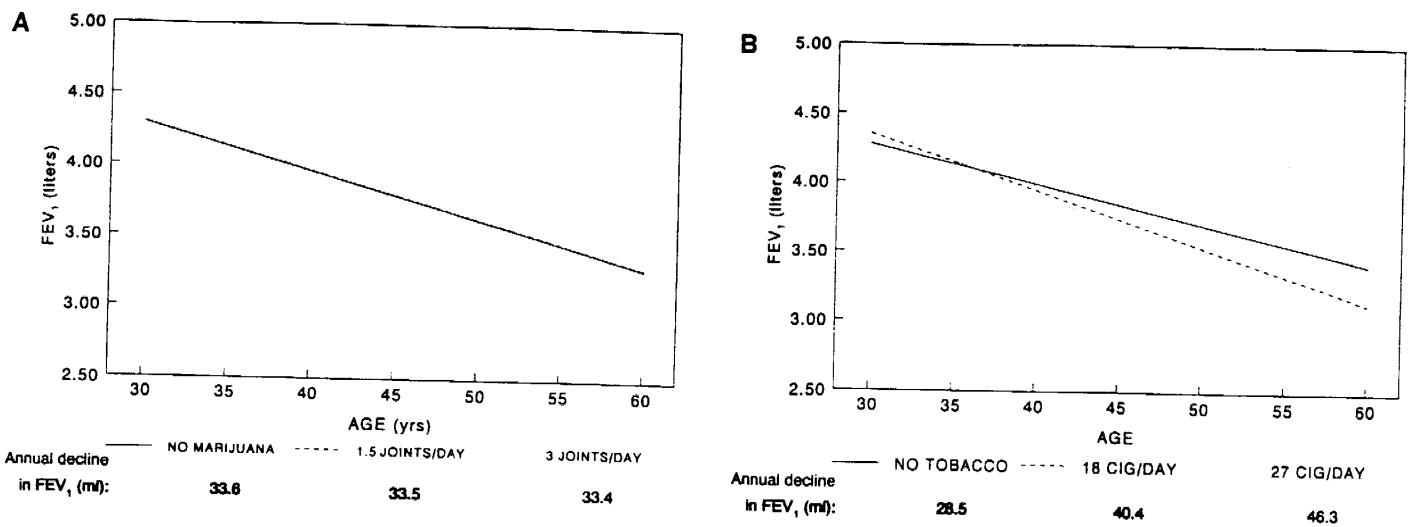 A
5.00
4.50
4.00
3.50
3.00
2.50
FEV₁ (liters)
30 35 40 45 50 55 60
AGE (yrs)
NO MARIJUANA 1.5 JOINTS/DAY 3 JOINTS/DAY
Annual decline
in FEV₁ (ml): 33.6 33.5 33.4
B
5.00
4.50
4.00
3.50
3.00
2.50
FEV₁ (liters)
30 35 40 45 50 55 60
AGE
NO TOBACCO 18 CIG/DAY 27 CIG/DAY
Annual decline
in FEV₁ (ml): 28.5 40.4 46.3